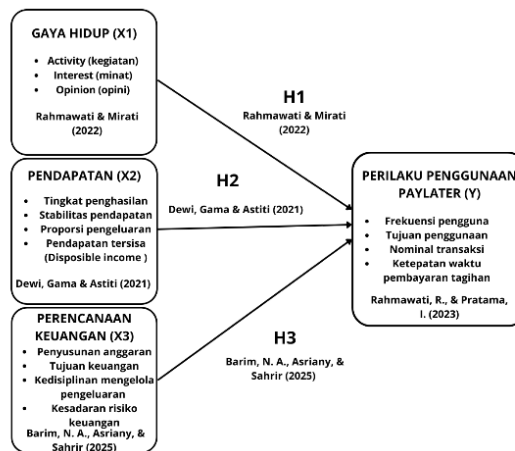 GAYA HIDUP (X1)
Activity (kegiatan)
Interest (minat)
Opinion (opini)
Rahmawati & Mirati
(2022)
H1
Rahmawati & Mirati
(2022)
PENDAPATAN (X2)
Tingkat penghasilan
Stabilitas pendapatan
Proporsi pengeluaran
Pendapatan tersisa
(Disposible income )
Dewi, Gama & Astiti (2021)
H2
Dewi, Gama & Astiti (2021)
PERENCANAAN
KEUANGAN (X3)
Penyusunan anggaran
Tujuan keuangan
Kedisiplinan mengelola
pengeluaran
Kesadaran risiko
keuangan
Barim, N. A., Asriany, &
Sahrir (2025)
H3
Barim, N. A., Asriany, &
Sahrir (2025)
PERILAKU PENGGUNAAN
PAYLATER (Y)
Frekuensi pengguna
Tujuan penggunaan
Nominal transaksi
Ketepatan waktu
pembayaran tagihan
Rahmawati, R., & Pratama,
I. (2023)